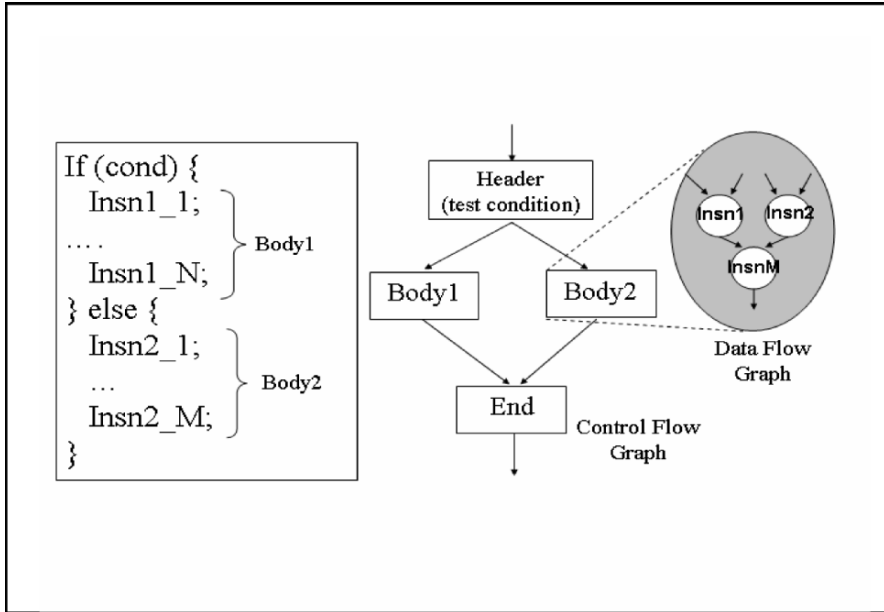 If (cond) {
Insn1_1;
....
Insn1_N;
} else {
Insn2_1;
...
Insn2_M;
}
Body1
Body2
Header
(test condition)
Body1
Body2
End
Control Flow
Graph
Insn1
Insn2
InsnM
Data Flow
Graph